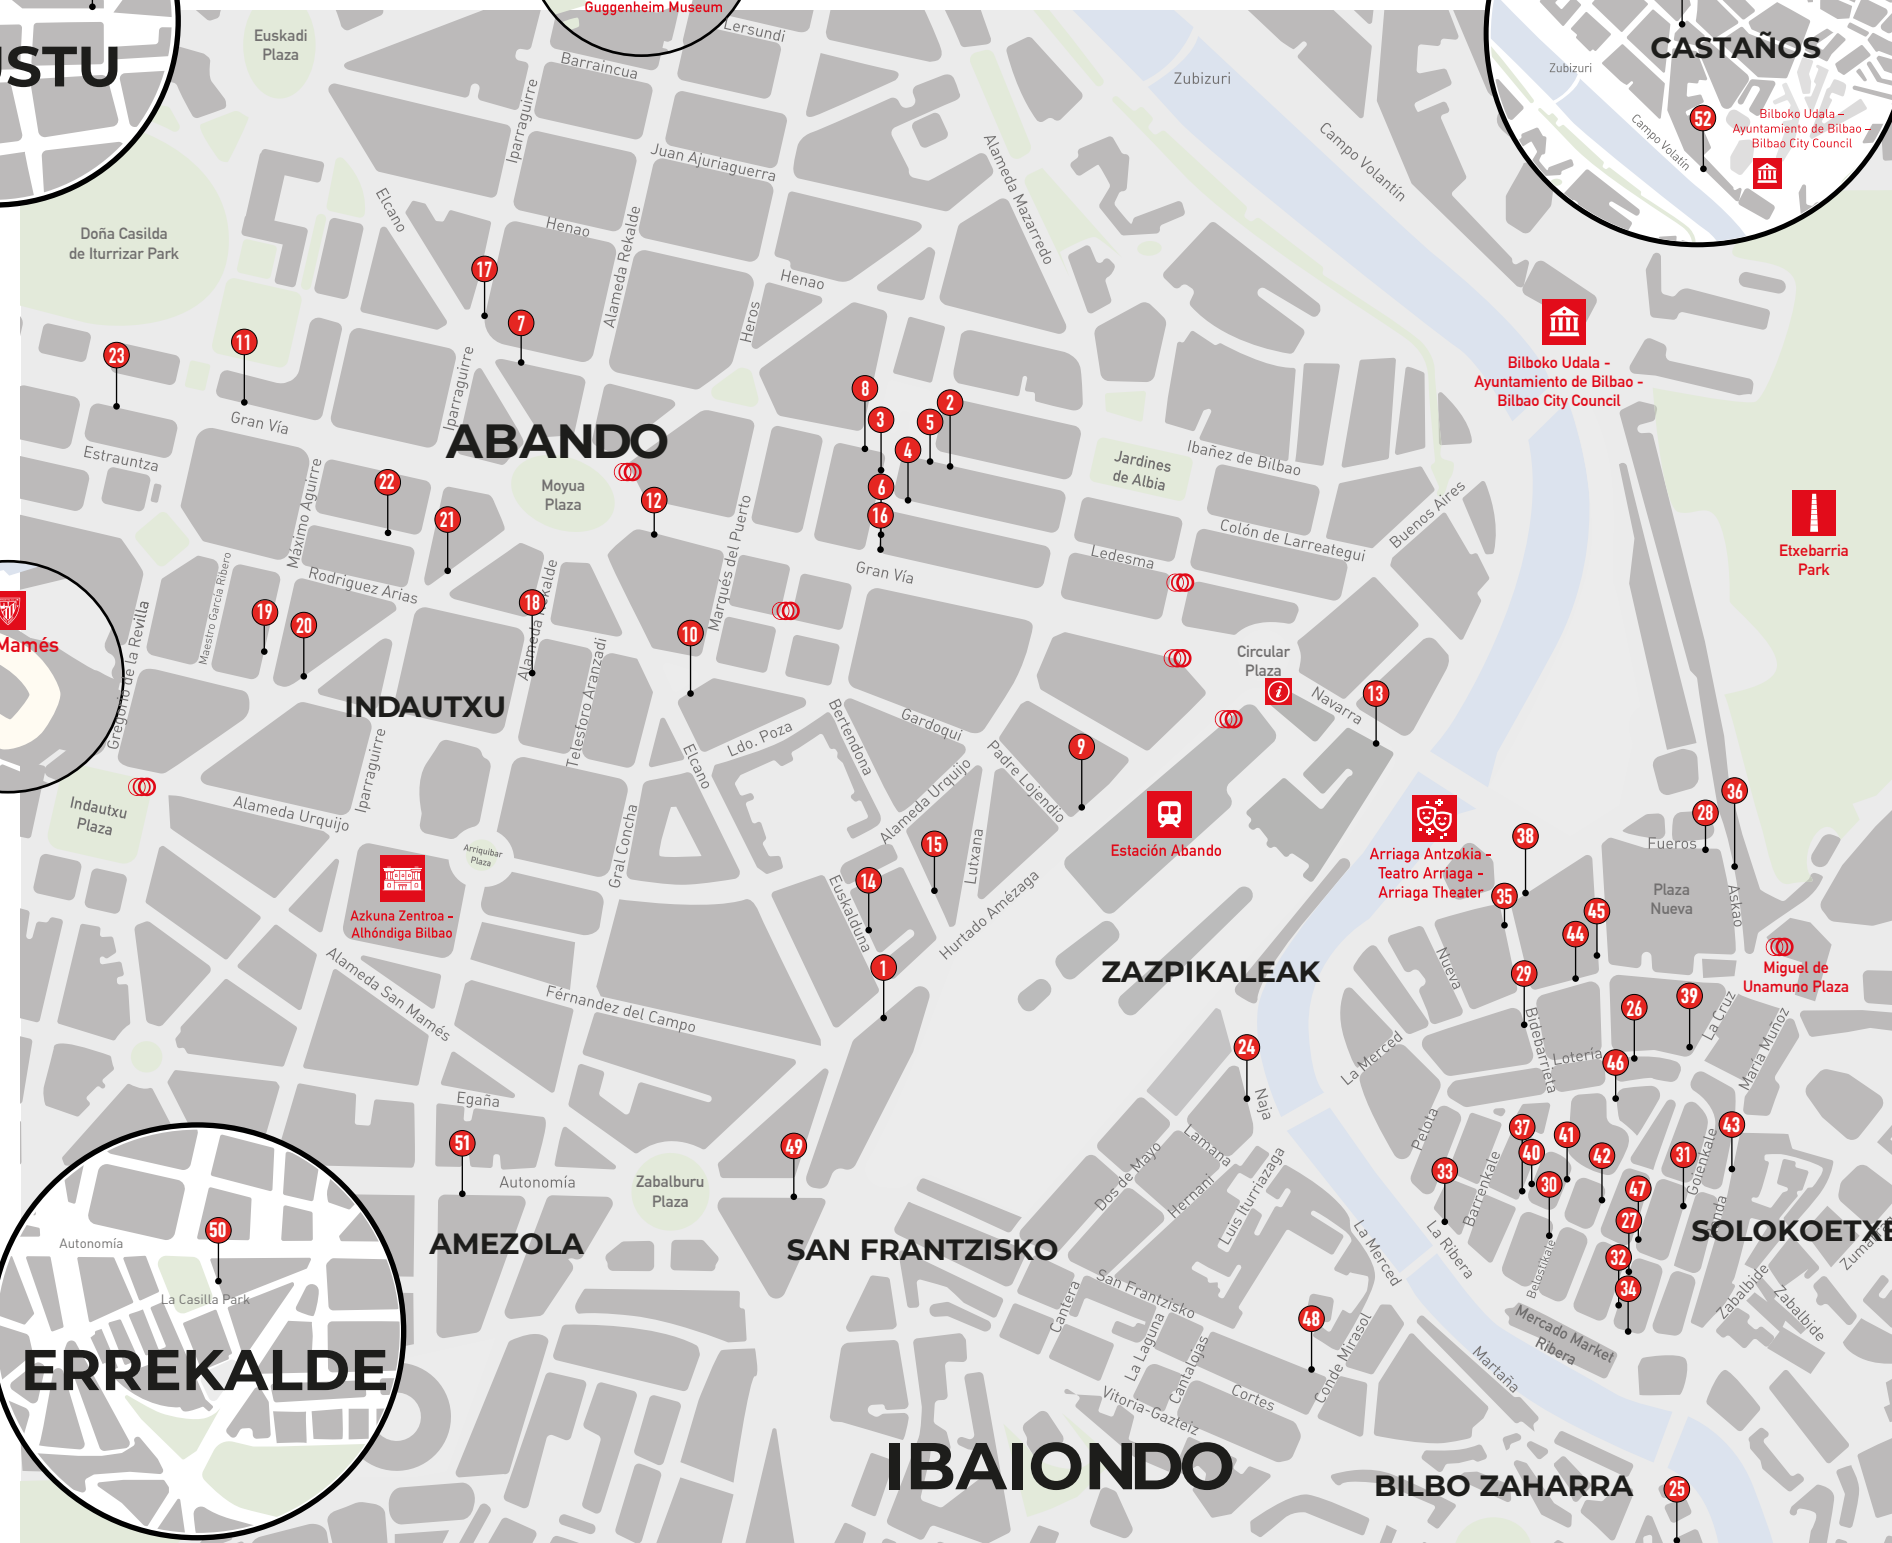 Guggenheim Museum
USTU
Euskadi
Plaza
Lersundi
Barraincua
Iparraguirre
Zubizuri
Zubizuri
CASTAÑOS
Campo Volatín
52
Bilboko Udala –
Ayuntamiento de Bilbao –
Bilbao City Council
Juan Ajuriaguerra
Alameda Mazarredo
Campo Volantín
Elcano
Henao
Alameda Rekalde
Henao
Heros
Doña Casilda
de Iturrizar Park
17
7
11
23
Bilboko Udala -
Ayuntamiento de Bilbao -
Bilbao City Council
Iparraguirre
8
3
2
5
4
Gran Vía
ABANDO
Estrauntza
Máximo Aguirre
22
21
Moyua
Plaza
12
6
16
Marqués del Puerto
Jardines
de Albia
Ibañez de Bilbao
Colón de Larreategui
Buenos Aires
Ledesma
Gran Vía
Etxebarria
Park
Mamés
Gregorio de la Revilla
Maestro García Ribero
Rodriguez Arias
19
20
18
Alameda Rekalde
Telesforo Aranzadi
10
INDAUTXU
Circular
Plaza
Navarra
13
Iparraguirre
Elcano
Ldo. Poza
Bertendona
Gardoqui
Padre Lojendio
9
Alameda Urquijo
Indautxu
Plaza
Alameda Urquijo
Arriquibar
Plaza
Gral Concha
15
14
Lutxana
Euskalduna
Hurtado Amézaga
1
Estación Abando
Arriaga Antzokia -
Teatro Arriaga -
Arriaga Theater
36
28
38
Fueros
35
Plaza
Nueva
Askao
45
44
Azkuna Zentroa -
Alhóndiga Bilbao
Alameda San Mamés
Férnandez del Campo
ZAZPIKALEAK
Nueva
29
Miguel de
Unamuno Plaza
26
39
La Cruz
Bidebarrieta
Lotería
46
María Muñoz
24
Naja
La Merced
Egaña
51
49
Autonomía
Zabalburu
Plaza
AMEZOLA
SAN FRANTZISKO
Dos de Mayo
Lamana
Hernani
Luis Iturriazaga
Pelota
33
37
40
41
30
42
31
43
47
27
32
34
Goienkale
Barrenkale
La Ribera
Belostikale
SOLOKOETXE
Zabalbide
Zabalbide
La Merced
Mercado Market
Ribera
Martaña
Cantera
San Frantzisko
La Laguna
Cantalojas
Vitoria-Gazteiz
Cortes
48
Conde Mirasol
Autonomía
50
La Casilla Park
ERREKALDE
IBAIONDO
BILBO ZAHARRA
25